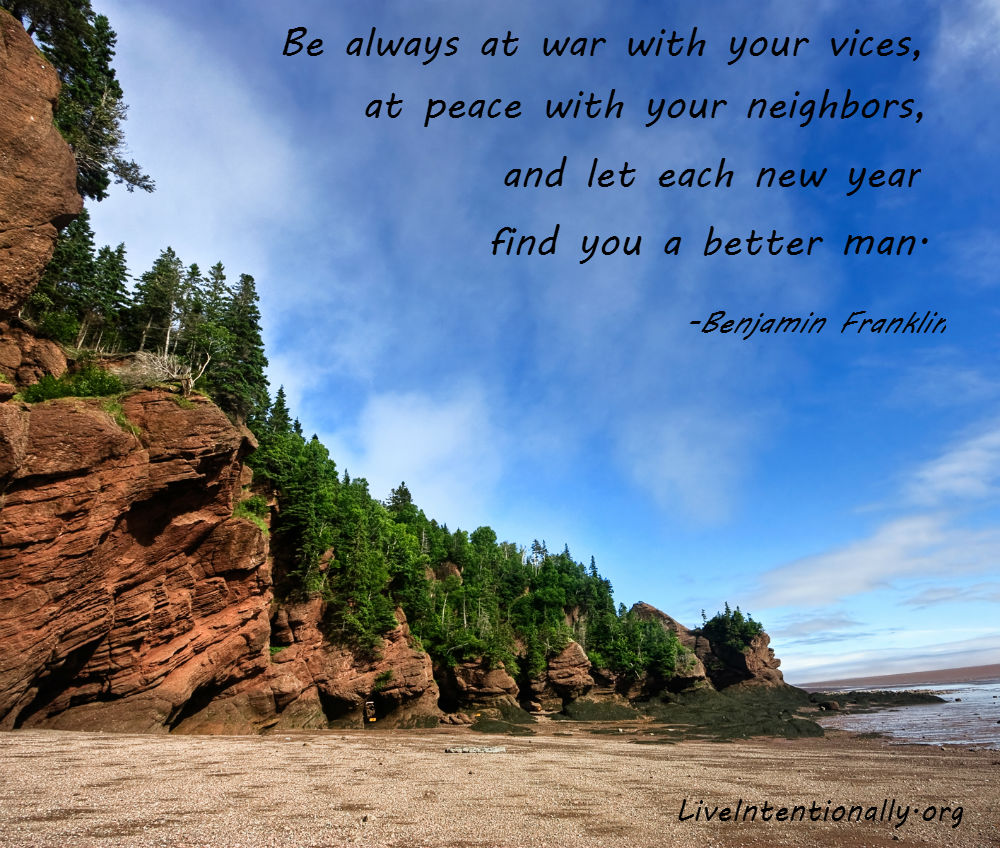 Be always at war with your vices,
at peace with your neighbors,
and let each new year
find you a better man.
-Benjamin Franklin
LiveIntentionally.org